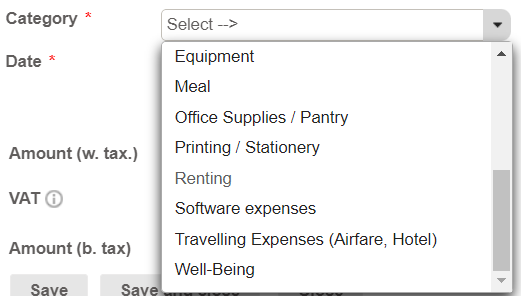 Category *
Select -->
Date *
Equipment
Meal
Office Supplies / Pantry
Printing / Stationery
Renting
Software expenses
Travelling Expenses (Airfare, Hotel)
Well-Being
Amount (w. tax.)
VAT
Amount (b. tax)
Save
Save and close
Close